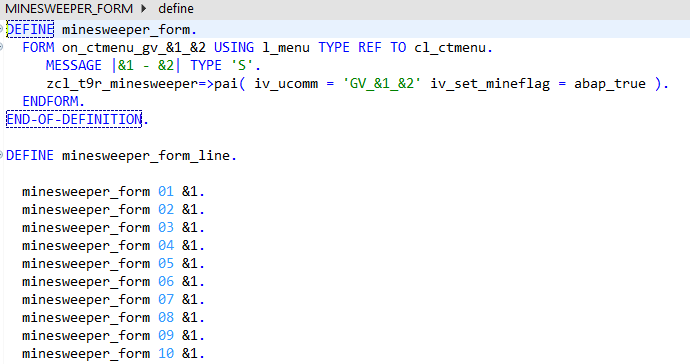 MINESWEEPER_FORM ▸ define
DEFINE minesweeper_form.
  FORM on_ctmenu_gv_&1_&2 USING l_menu TYPE REF TO cl_ctmenu.
     MESSAGE |&1 - &2| TYPE 'S'.
     zcl_t9r_minesweeper=>pai( iv_ucomm = 'GV_&1_&2' iv_set_mineflag = abap_true ).
  ENDFORM.
END-OF-DEFINITION.
DEFINE minesweeper_form_line.
  minesweeper_form 01 &1.
  minesweeper_form 02 &1.
  minesweeper_form 03 &1.
  minesweeper_form 04 &1.
  minesweeper_form 05 &1.
  minesweeper_form 06 &1.
  minesweeper_form 07 &1.
  minesweeper_form 08 &1.
  minesweeper_form 09 &1.
  minesweeper_form 10 &1.